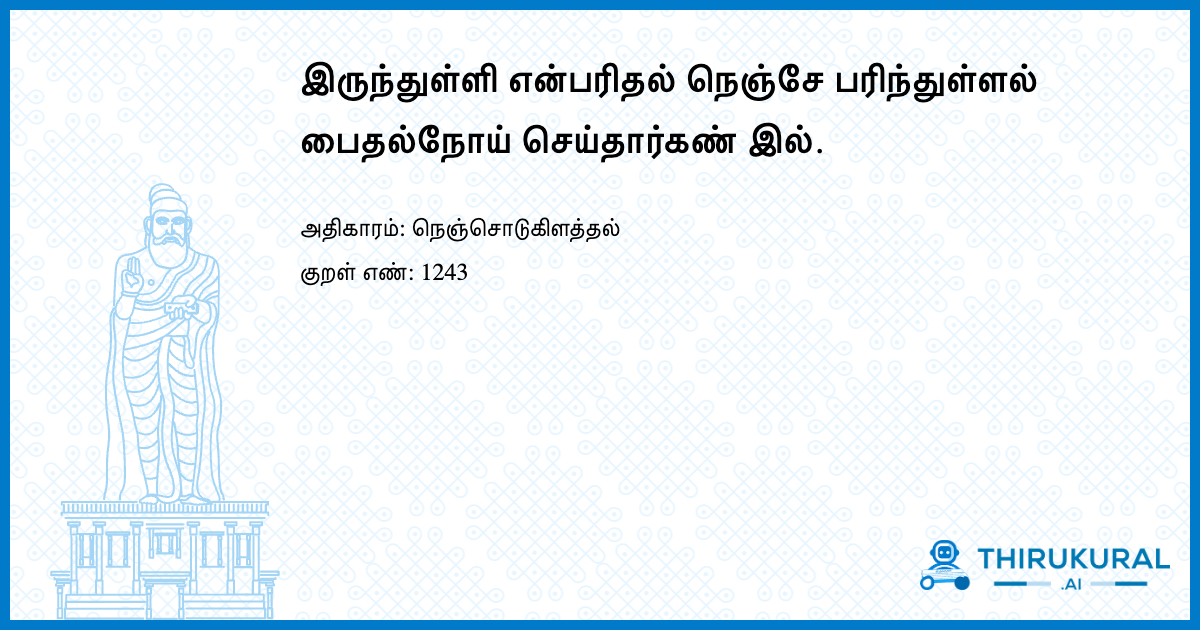 இருந்துள்ளி என்பரிதல் நெஞ்சே பரிந்துள்ளல்
பைதல்நோய் செய்தார்கண் இல்.
அதிகாரம்: நெஞ்சொடுகிளத்தல்
குறள் எண்: 1243
THIRUKURAL
.AI